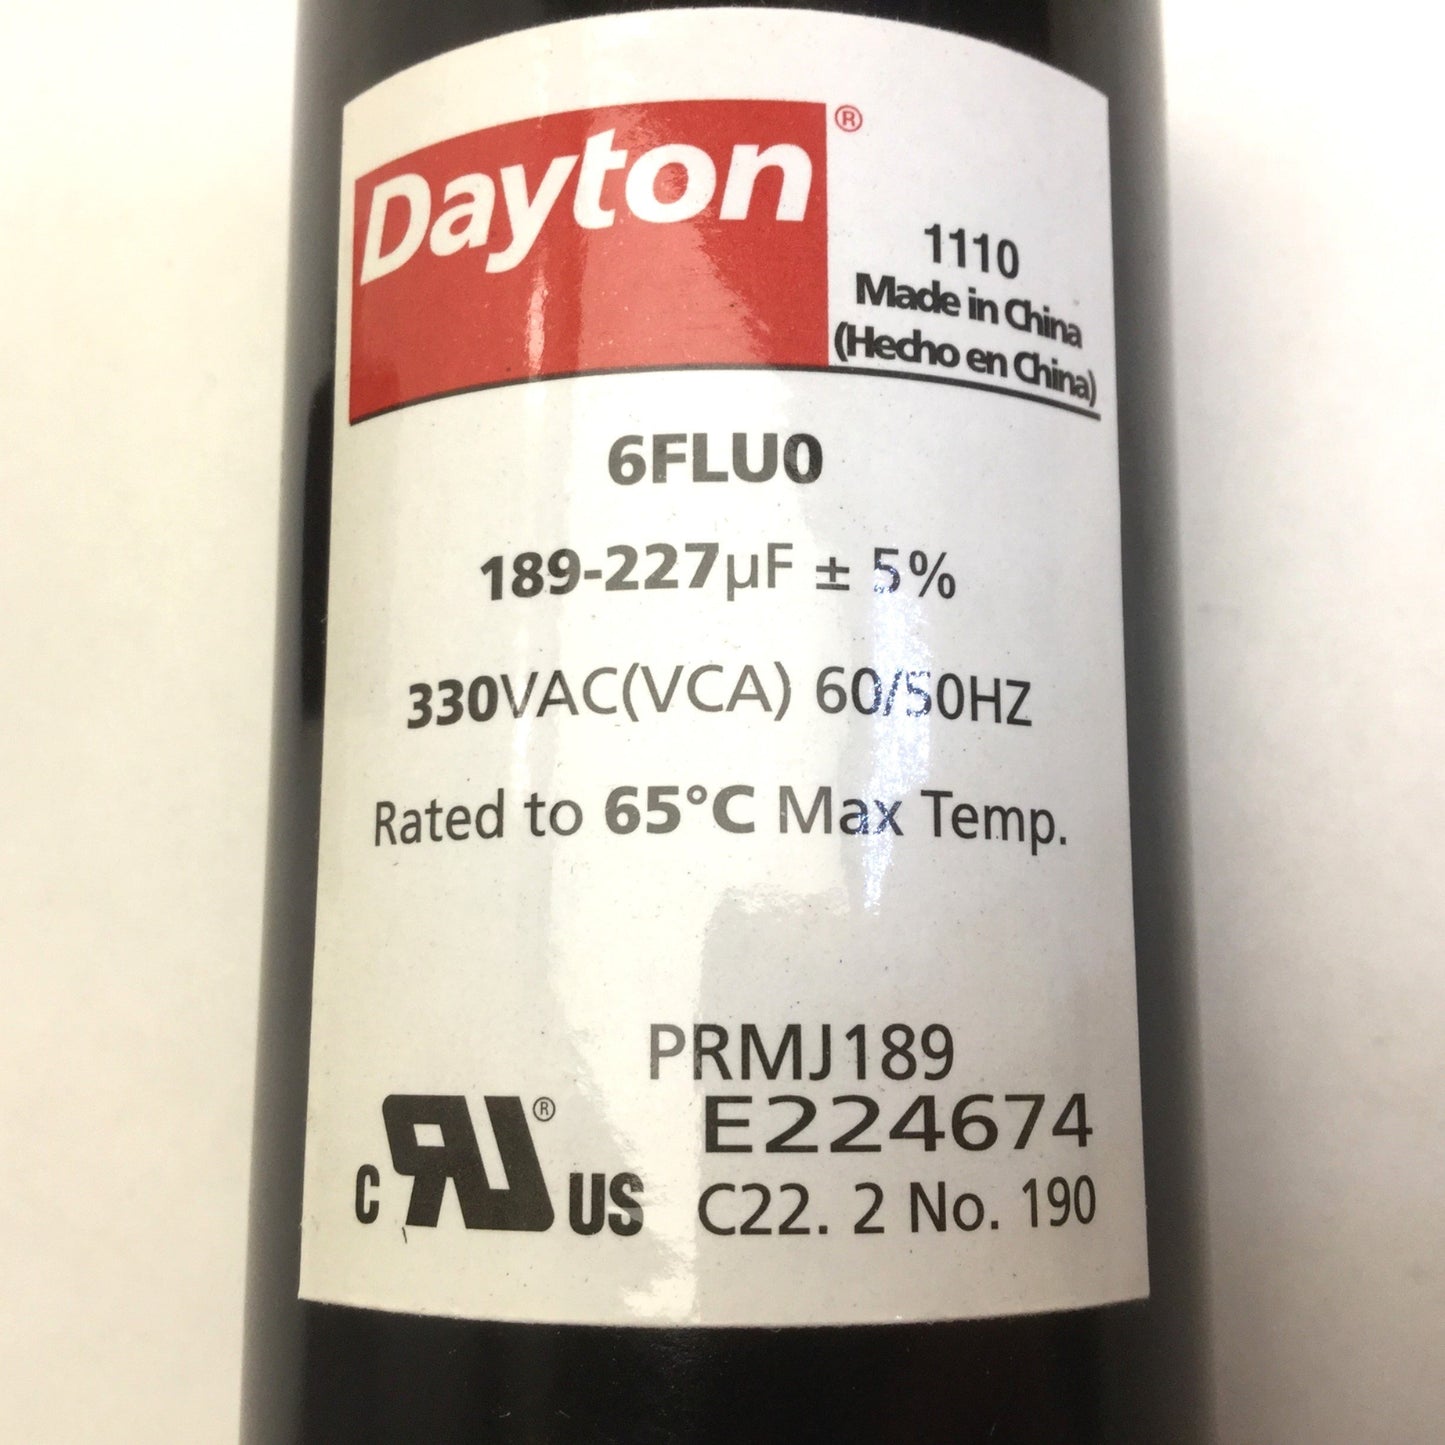 Dayton®
1110
Made in China
(Hecho en China)
6FLU0
189-227µF ± 5%
330VAC(VCA) 60/50HZ
Rated to 65°C Max Temp.
PRMJ189
E224674
C RU® US
C22. 2 No. 190